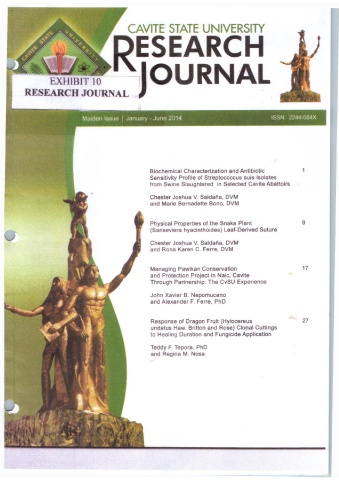 CAVITE STATE UNIVERSITY
CAVITE STATE UNIVERSITY
RESEARCH
JOURNAL
EXHIBIT 10
RESEARCH JOURNAL
Maiden Issue | January - June 2014
ISSN: 2244-084X
Biochemical Characterization and Antibiotic 1
Sensitivity Profile of Streptococcus suis Isolates
from Swine Slaughtered in Selected Cavite Abattoirs
Chester Joshua V. Saldaña, DVM
and Marie Bernadette Bono, DVM
Physical Properties of the Snake Plant 9
(Sanseviera hyacinthoides) Leaf-Derived Suture
Chester Joshua V. Saldaña, DVM
and Rona Karen C. Ferre, DVM
Managing Pawikan Conservation 17
and Protection Project in Naic, Cavite
Through Partnership: The CvSU Experience
John Xavier B. Nepomuceno
and Alexander F. Ferre, PhD
Response of Dragon Fruit (Hylocereus 27
undatus Haw. Britton and Rose) Clonal Cuttings
to Healing Duration and Fungicide Application
Teddy F. Tepora, PhD
and Regina M. Nosa